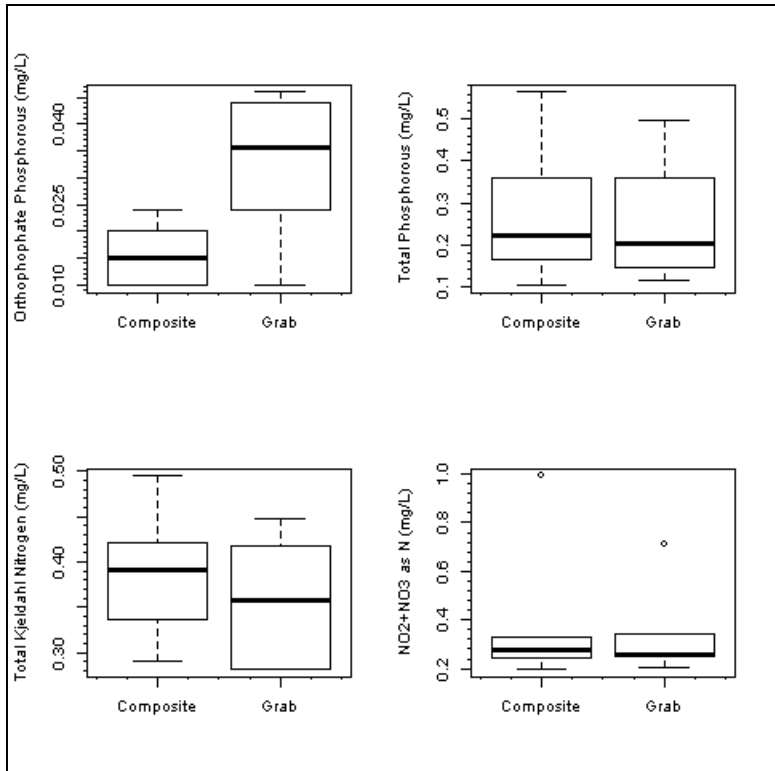 Orthophophate Phosphorous (mg/L)
0.040
0.025
0.010
Composite
Grab
Total Phosphorous (mg/L)
0.5
0.4
0.3
0.2
0.1
Composite
Grab
Total Kjeldahl Nitrogen (mg/L)
0.50
0.40
0.30
Composite
Grab
NO2+NO3 as N (mg/L)
1.0
0.8
0.6
0.4
0.2
Composite
Grab